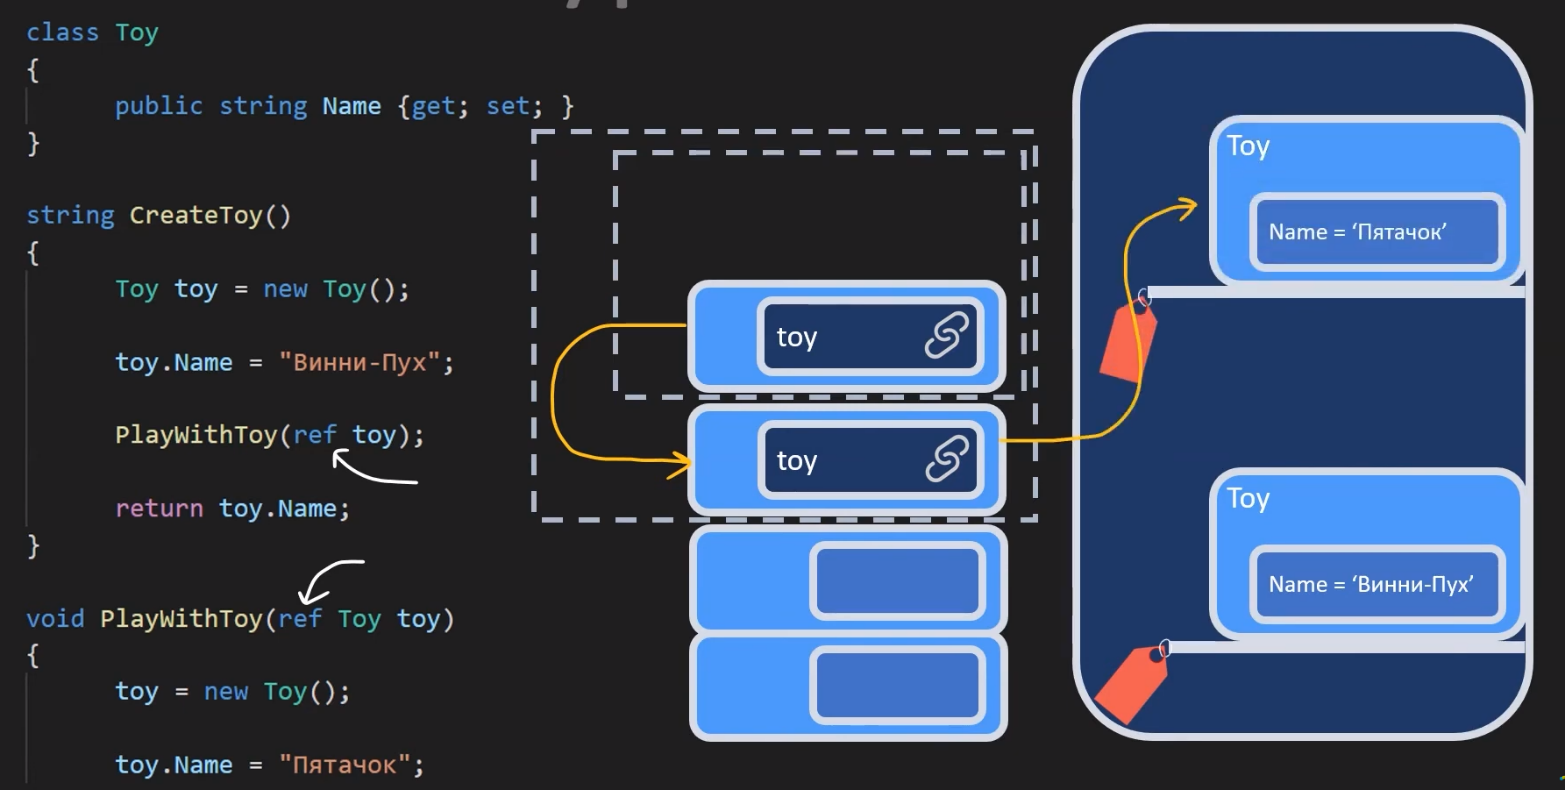 class Toy
{
public string Name {get; set; }
}
string CreateToy()
{
Toy toy = new Toy();
toy.Name = "Винни-Пух";
PlayWithToy(ref toy);
return toy.Name;
}
void PlayWithToy(ref Toy toy)
{
toy = new Toy();
toy.Name = "Пятачок";
toy
toy
Toy
Name = ‘Пятачок’
Toy
Name = ‘Винни-Пух’